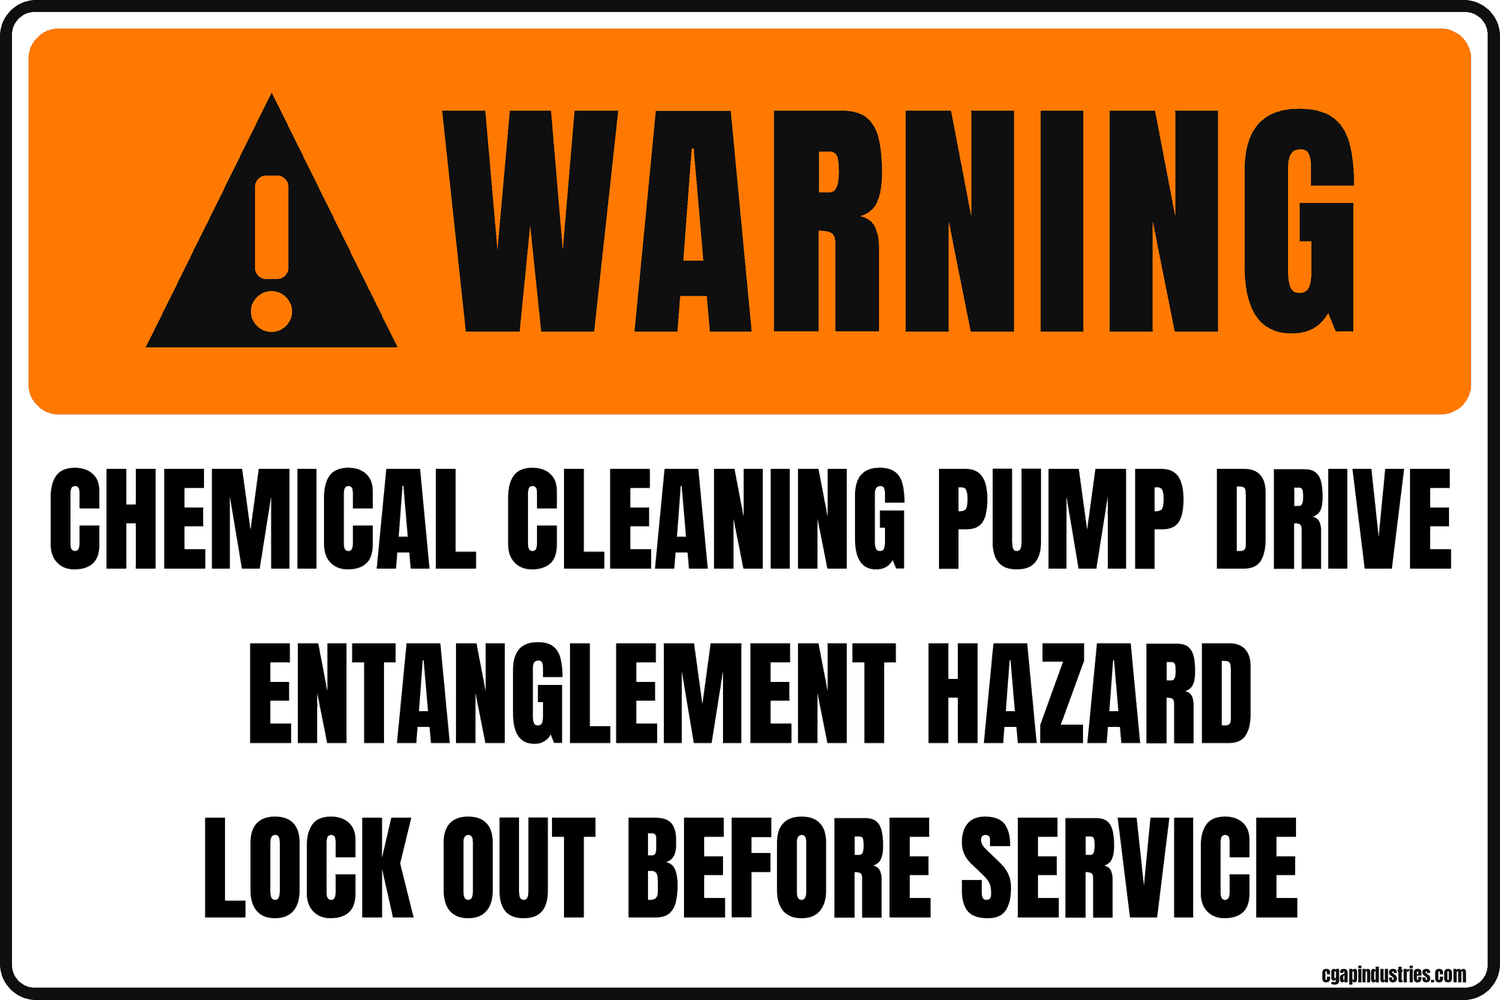 WARNING
CHEMICAL CLEANING PUMP DRIVE
ENTANGLEMENT HAZARD
LOCK OUT BEFORE SERVICE
cgapindustries.com